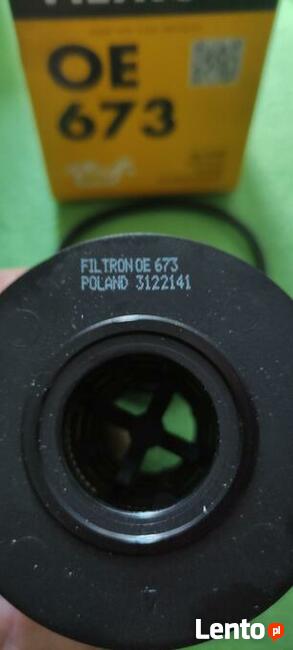 OE
673
FILTRON OE 673
POLAND 3122141
Lento.pl